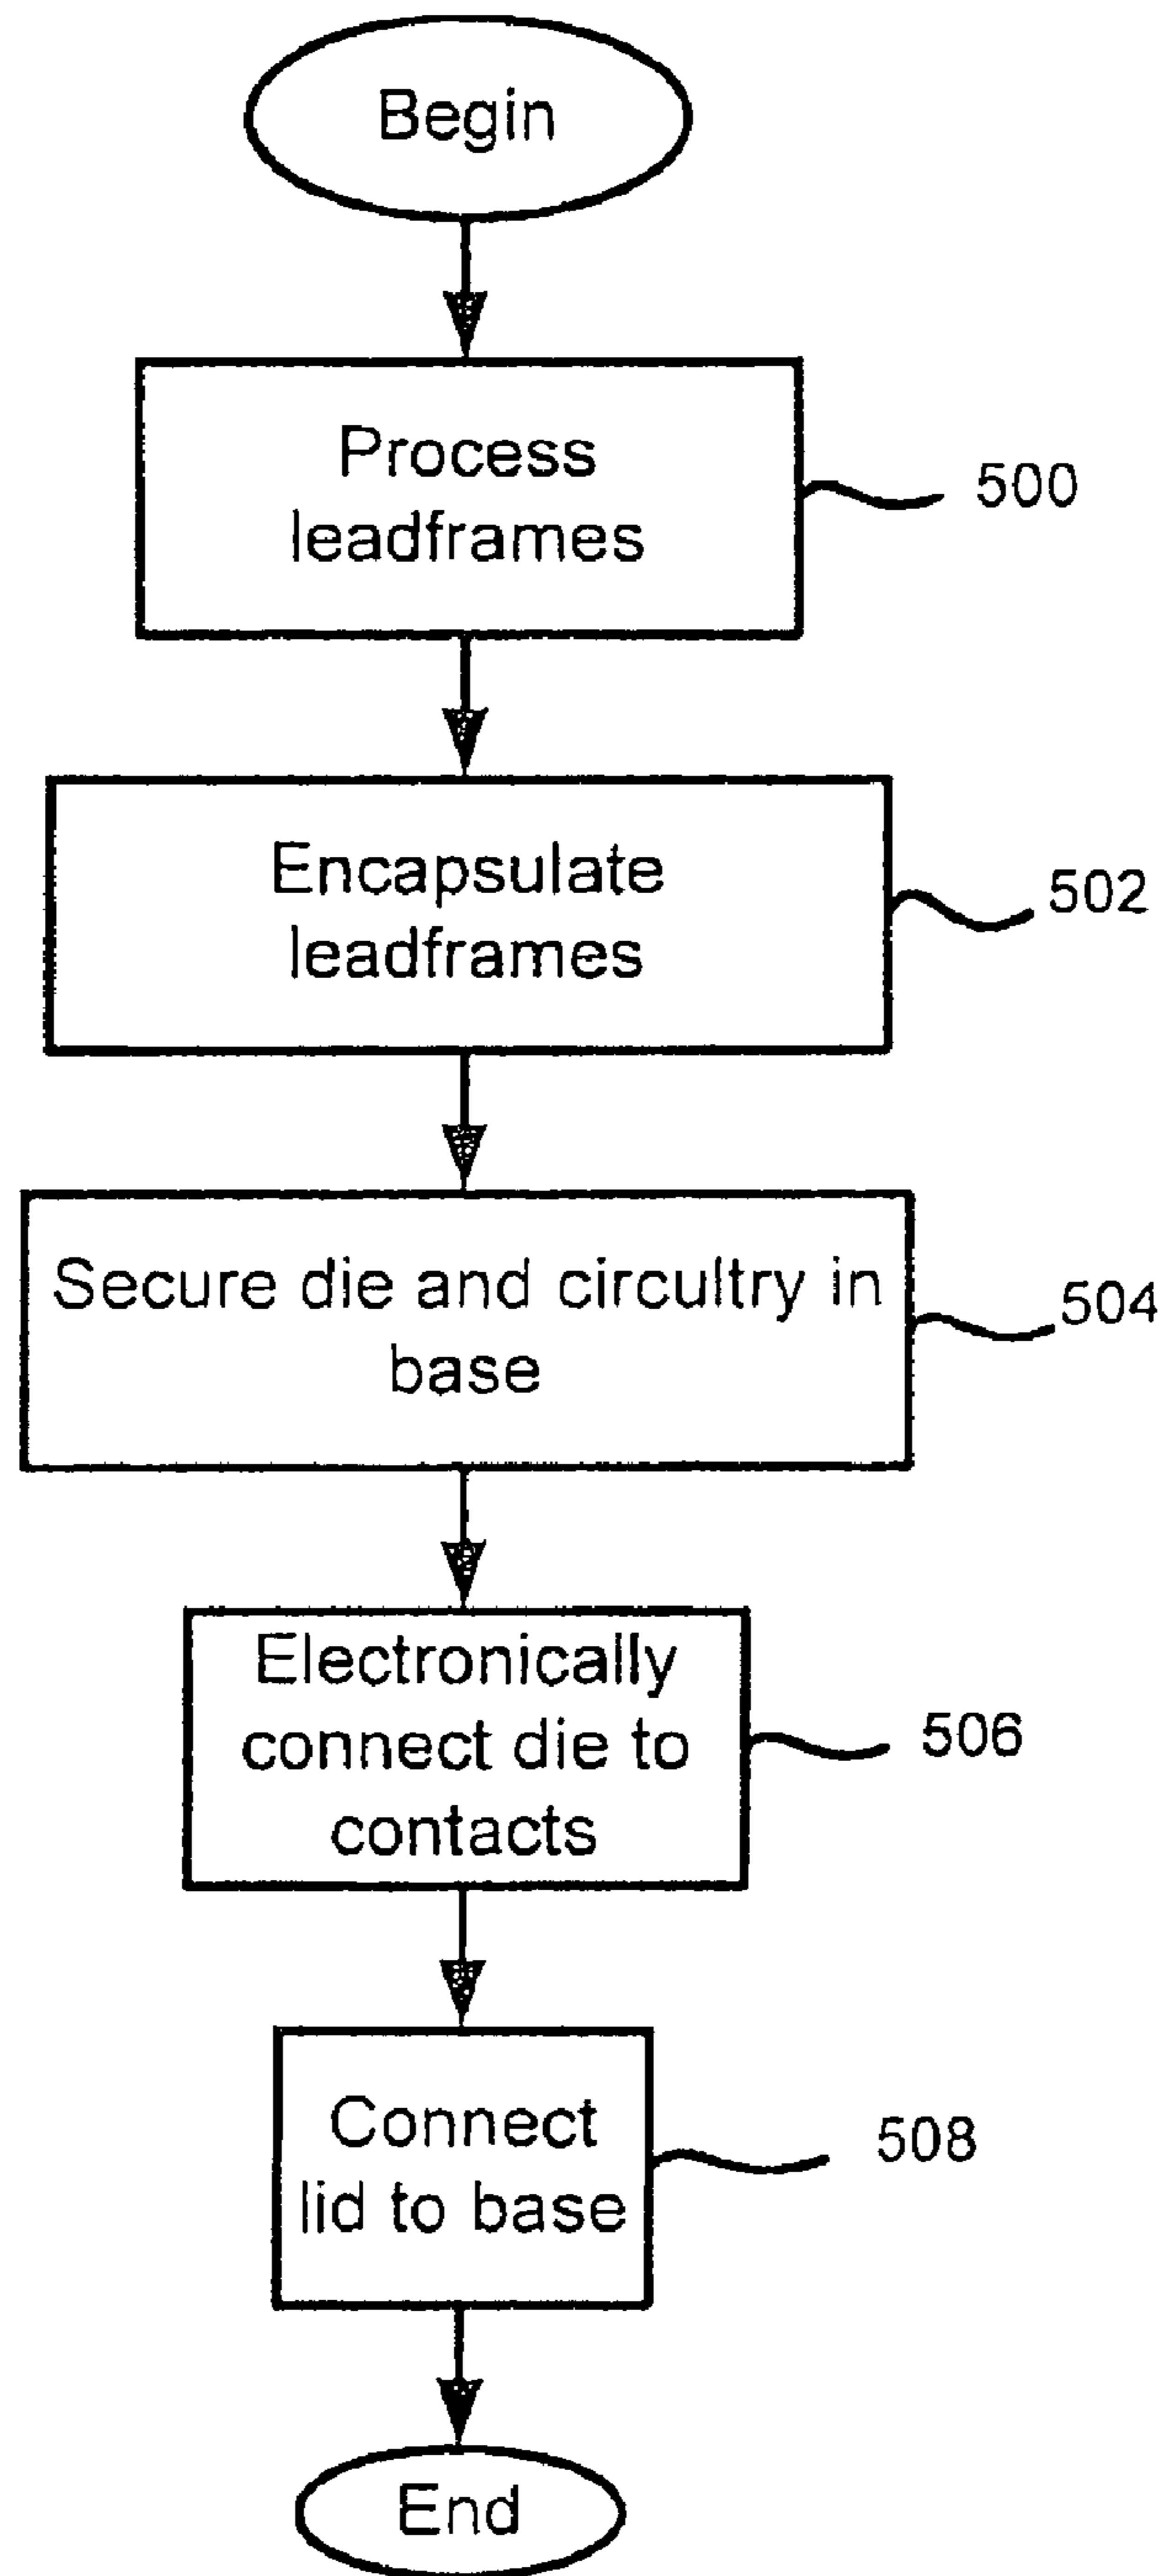 Begin
Process
leadframes
500
Encapsulate
leadframes
502
Secure die and circultry in
base
504
Electronically
connect die to
contacts
506
Connect
lid to base
508
End